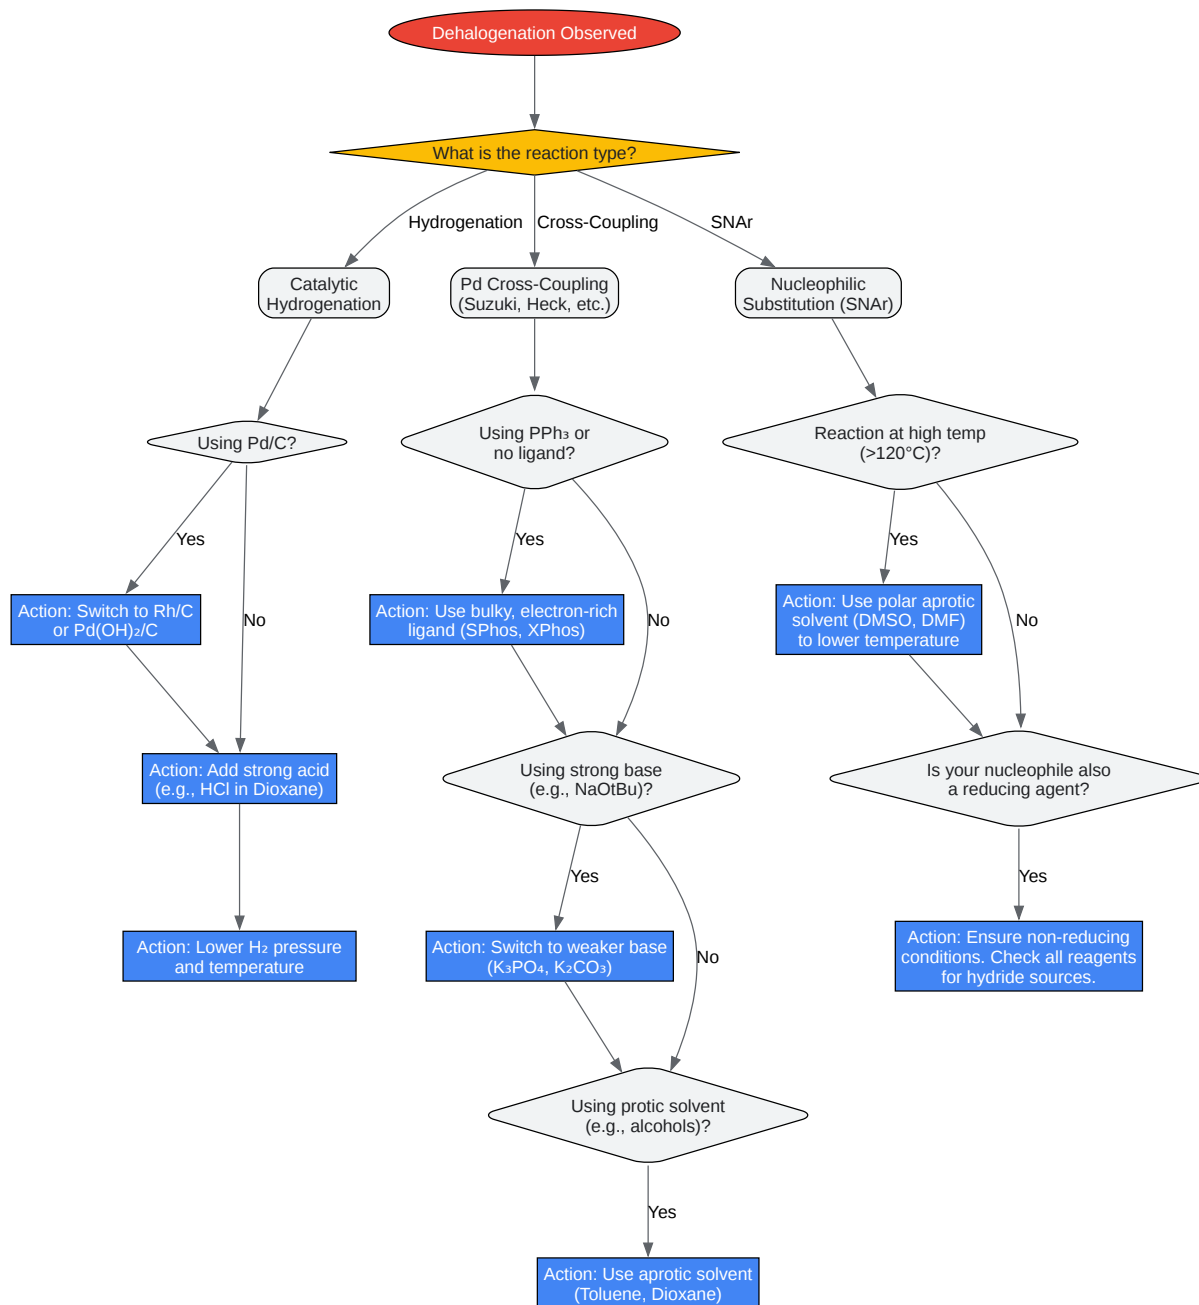 Dehalogenation Observed
What is the reaction type?
Hydrogenation
Cross-Coupling
SNAr
Catalytic
Hydrogenation
Pd Cross-Coupling
(Suzuki, Heck, etc.)
Nucleophilic
Substitution (SNAr)
Using Pd/C?
Using PPh₃ or
no ligand?
Reaction at high temp
(>120°C)?
Yes
Yes
Yes
Action: Switch to Rh/C
or Pd(OH)₂/C
No
Action: Use bulky, electron-rich
ligand (SPhos, XPhos)
No
Action: Use polar aprotic
solvent (DMSO, DMF)
to lower temperature
No
Action: Add strong acid
(e.g., HCl in Dioxane)
Using strong base
(e.g., NaOtBu)?
Is your nucleophile also
a reducing agent?
Yes
Yes
Action: Lower H₂ pressure
and temperature
Action: Switch to weaker base
(K₃PO₄, K₂CO₃)
No
Action: Ensure non-reducing
conditions. Check all reagents
for hydride sources.
Using protic solvent
(e.g., alcohols)?
Yes
Action: Use aprotic solvent
(Toluene, Dioxane)